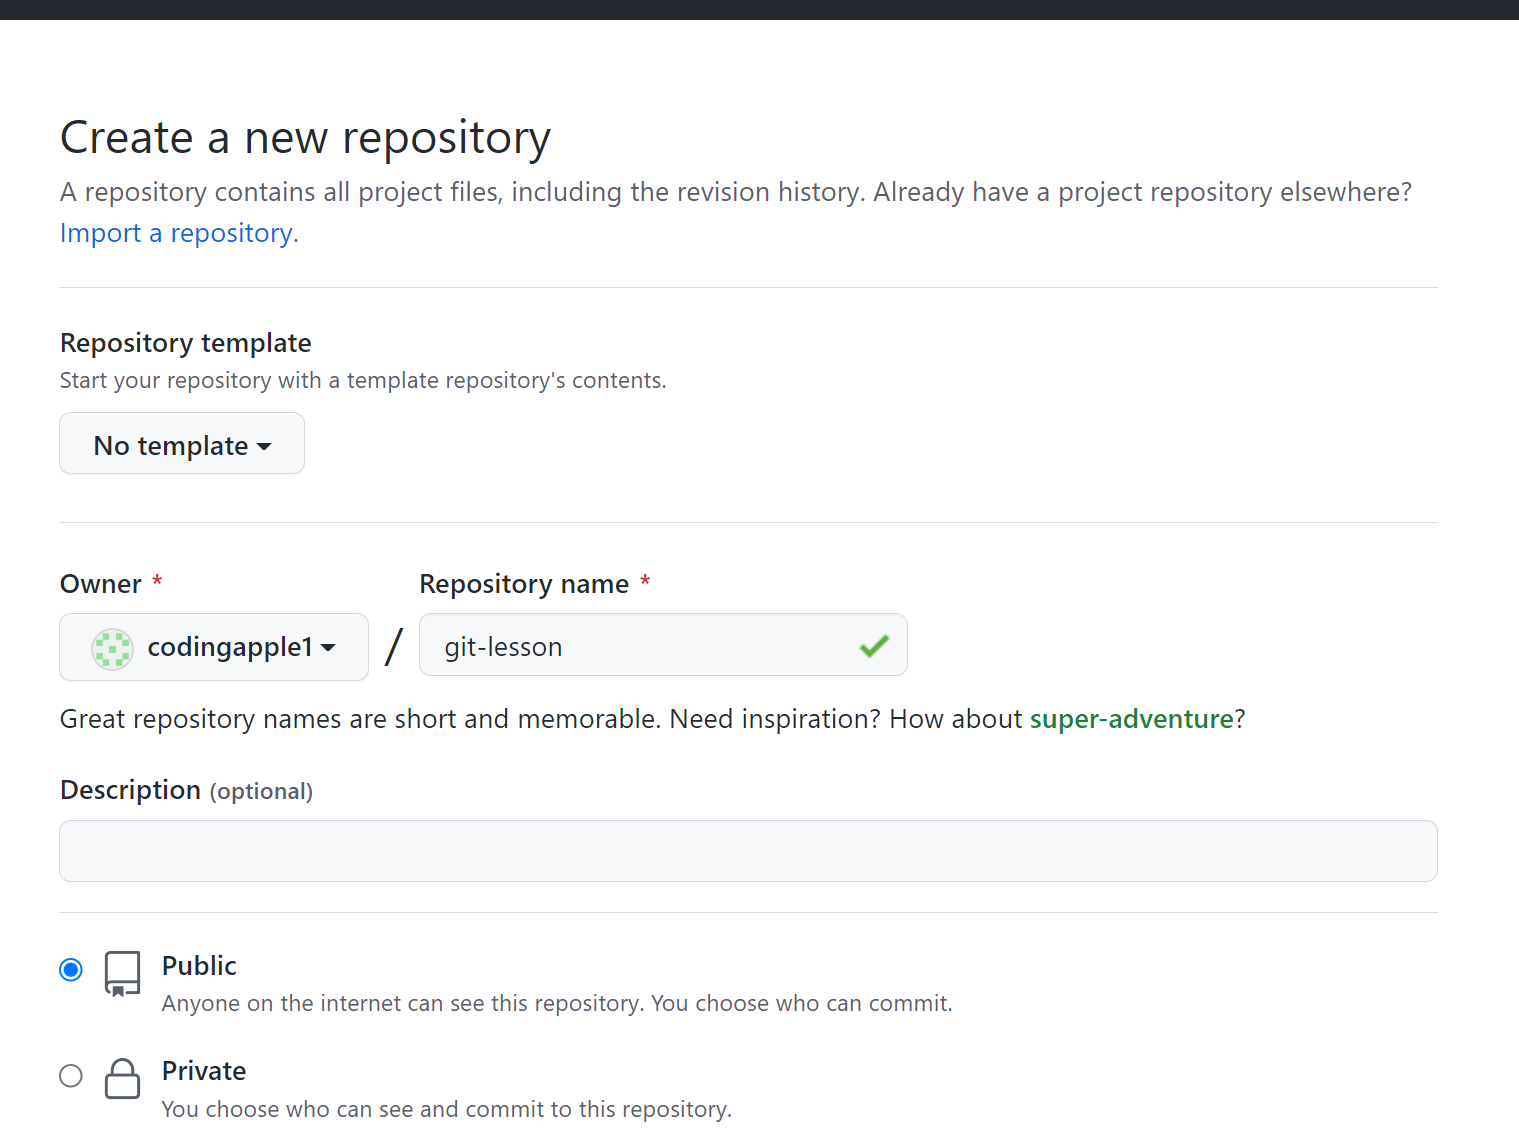 Create a new repository
A repository contains all project files, including the revision history. Already have a project repository elsewhere?
Import a repository.
Repository template
Start your repository with a template repository's contents.
No template
Owner * Repository name *
codingapple1 / git-lesson
Great repository names are short and memorable. Need inspiration? How about super-adventure?
Description (optional)
Public
Anyone on the internet can see this repository. You choose who can commit.
Private
You choose who can see and commit to this repository.